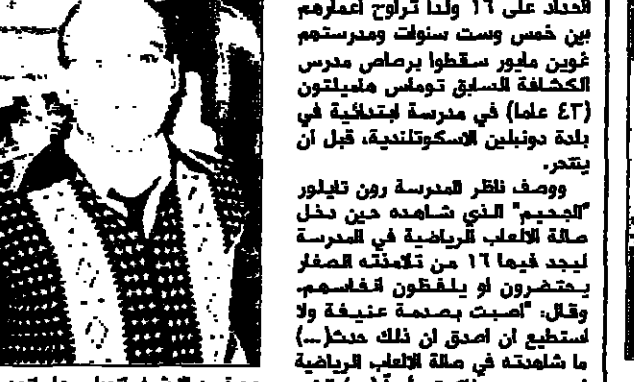 الحداد على ١٦ ولدا تراوح اعمارهم
بين خمس وست سنوات ومدرستهم
غوين مايور سقطوا برصاص مدرس
الكشافة السابق توماس هاميلتون
(٤٣ عاما) في مدرسة ابتدائية في
بلدة دونبلين الاسكوتلندية، قبل ان
ينتحر.
ووصف ناظر المدرسة رون تايلور
"الجحيم" الذي شاهده حين دخل
صالة الالعاب الرياضية في المدرسة
ليجد فيها ١٦ من تلامذته الصغار
يحتضرون او يلفظون انفاسهم.
وقال: "اصبت بصدمة عنيفة ولا
استطيع ان اصدق ان ذلك حدث(...)
ما شاهدته في صالة الالعاب الرياضية